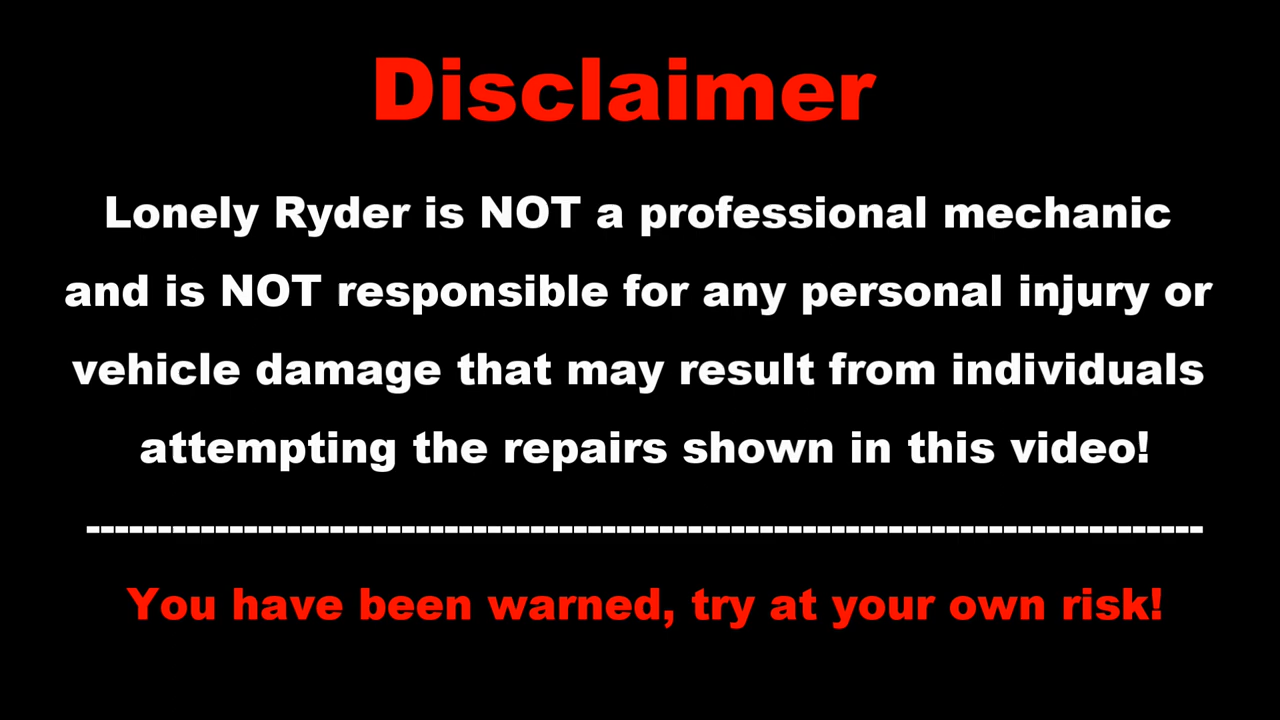 Disclaimer
Lonely Ryder is NOT a professional mechanic
and is NOT responsible for any personal injury or
vehicle damage that may result from individuals
attempting the repairs shown in this video!
------------------------------------------------------------------------------
You have been warned, try at your own risk!